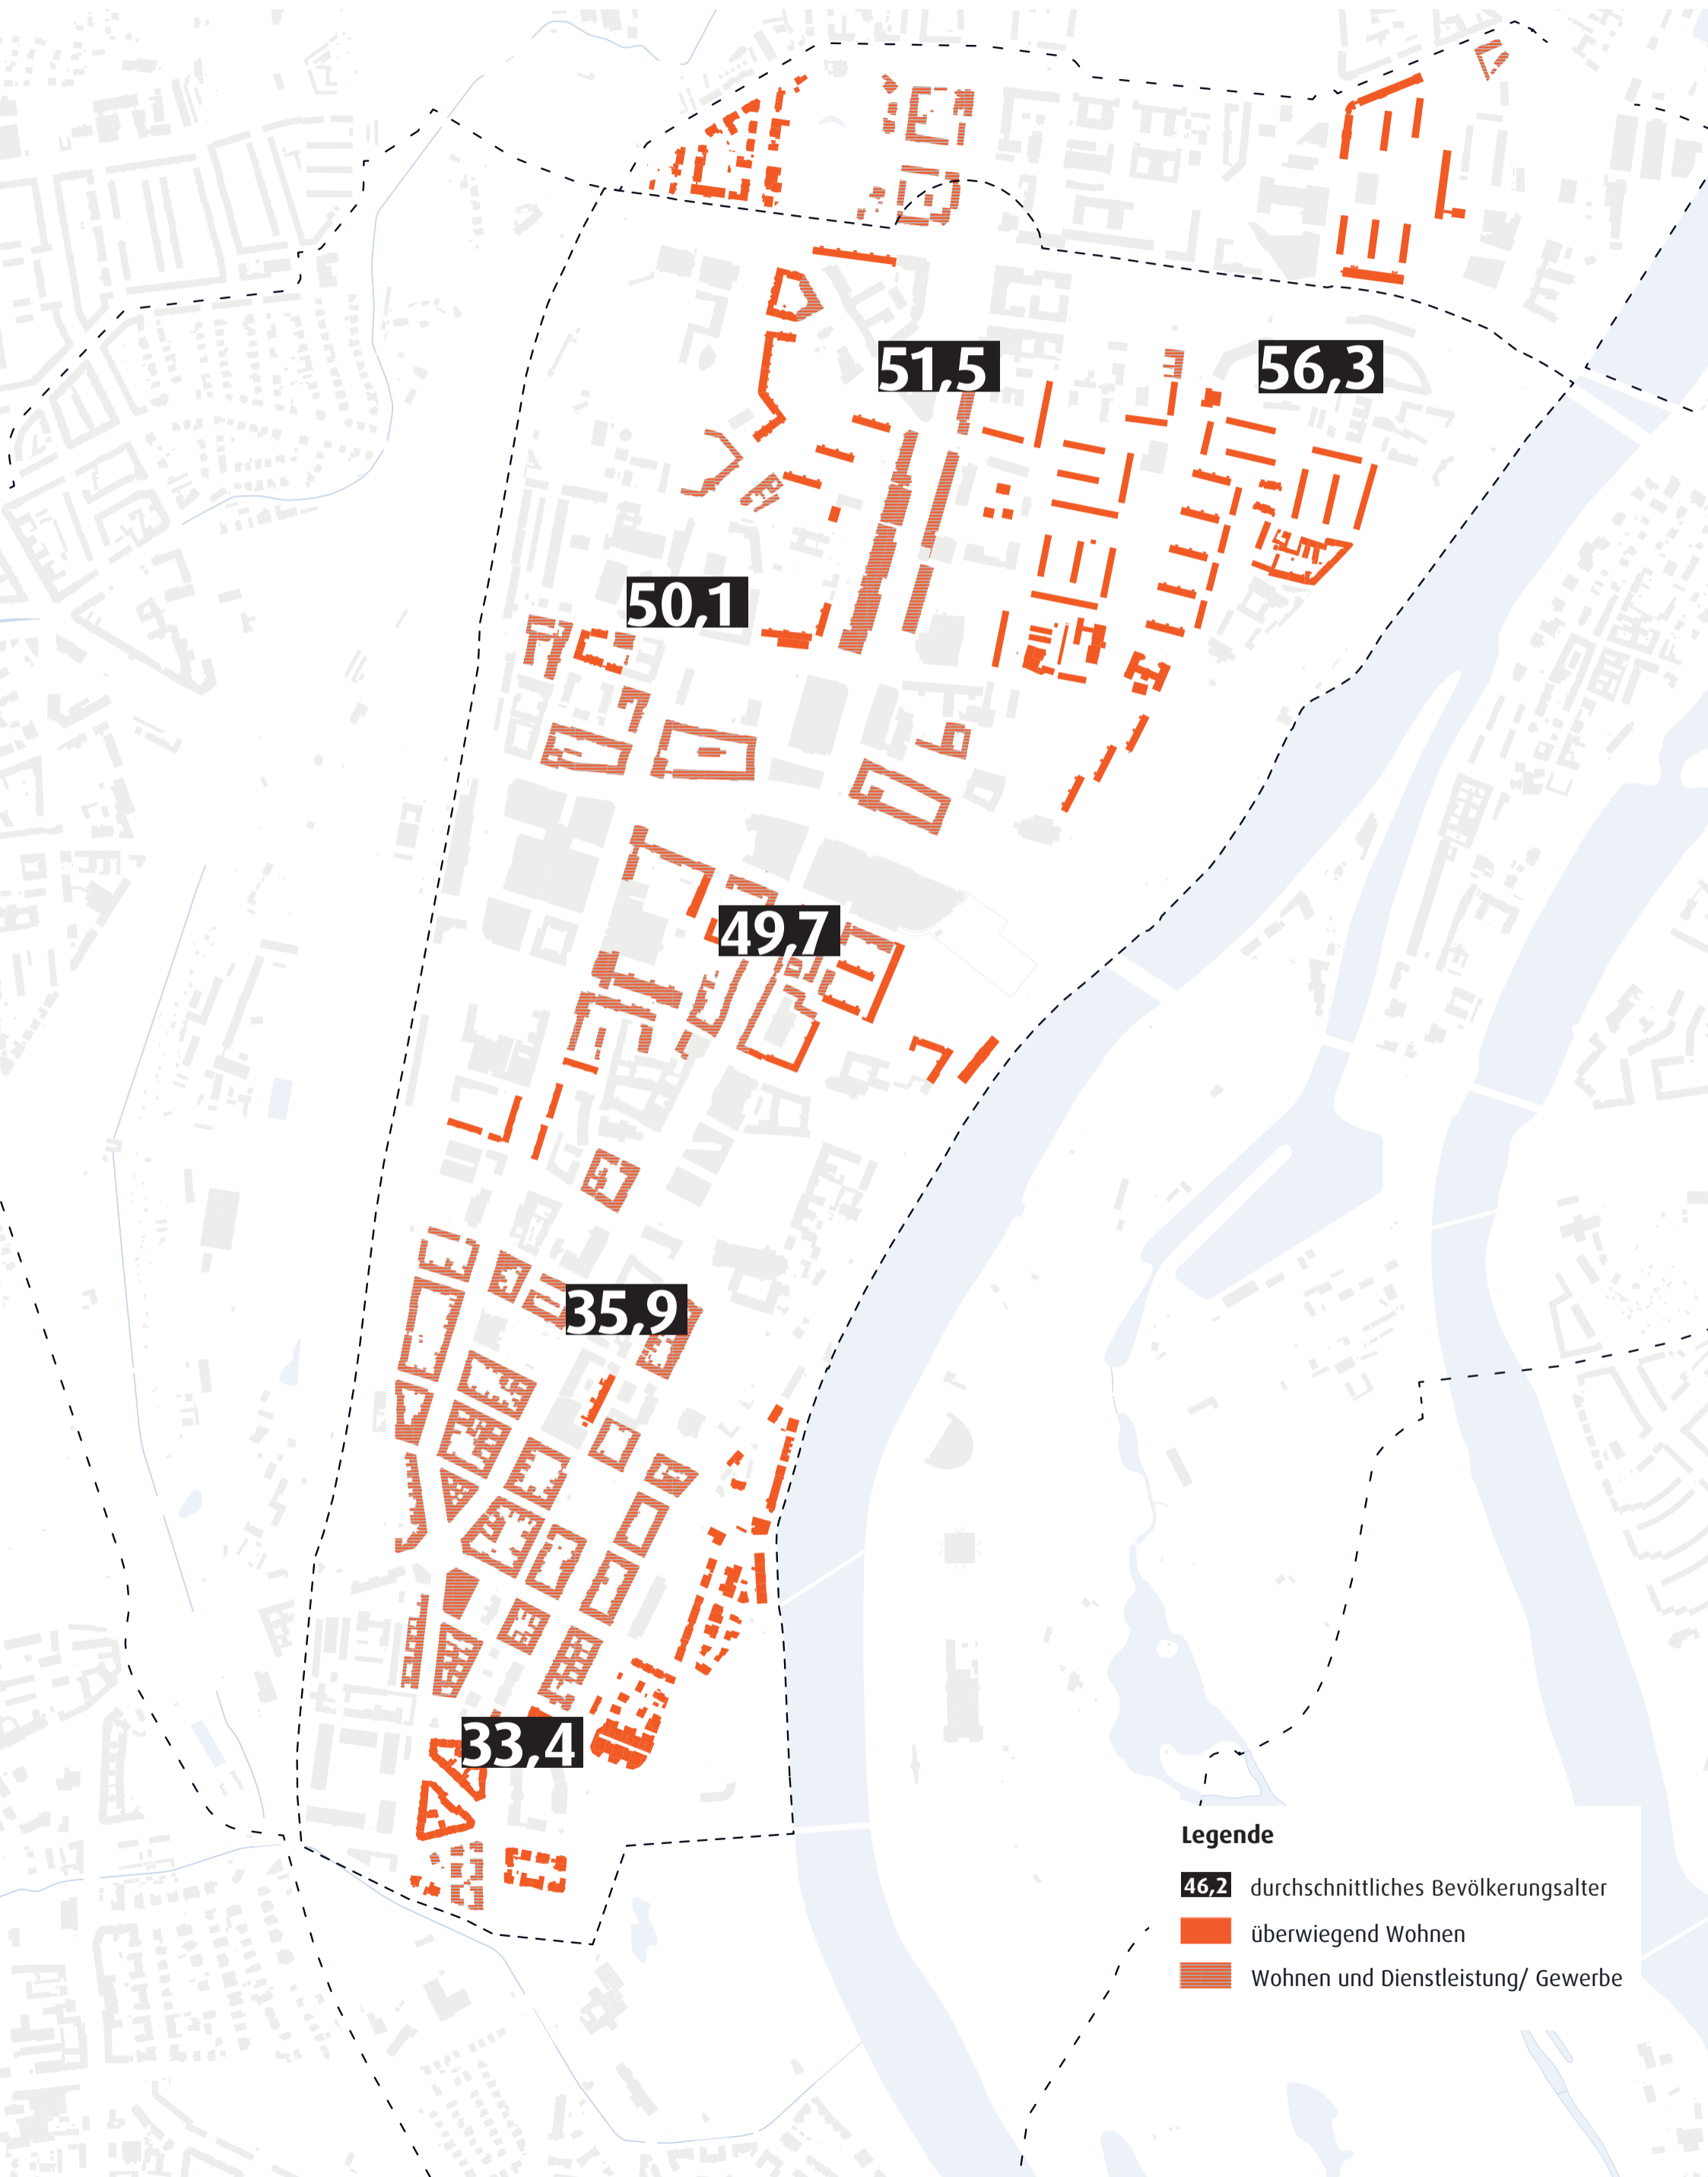 51,5
56,3
50,1
49,7
35,9
33,4
Legende
46,2 durchschnittliches Bevölkerungsalter
überwiegend Wohnen
Wohnen und Dienstleistung/ Gewerbe